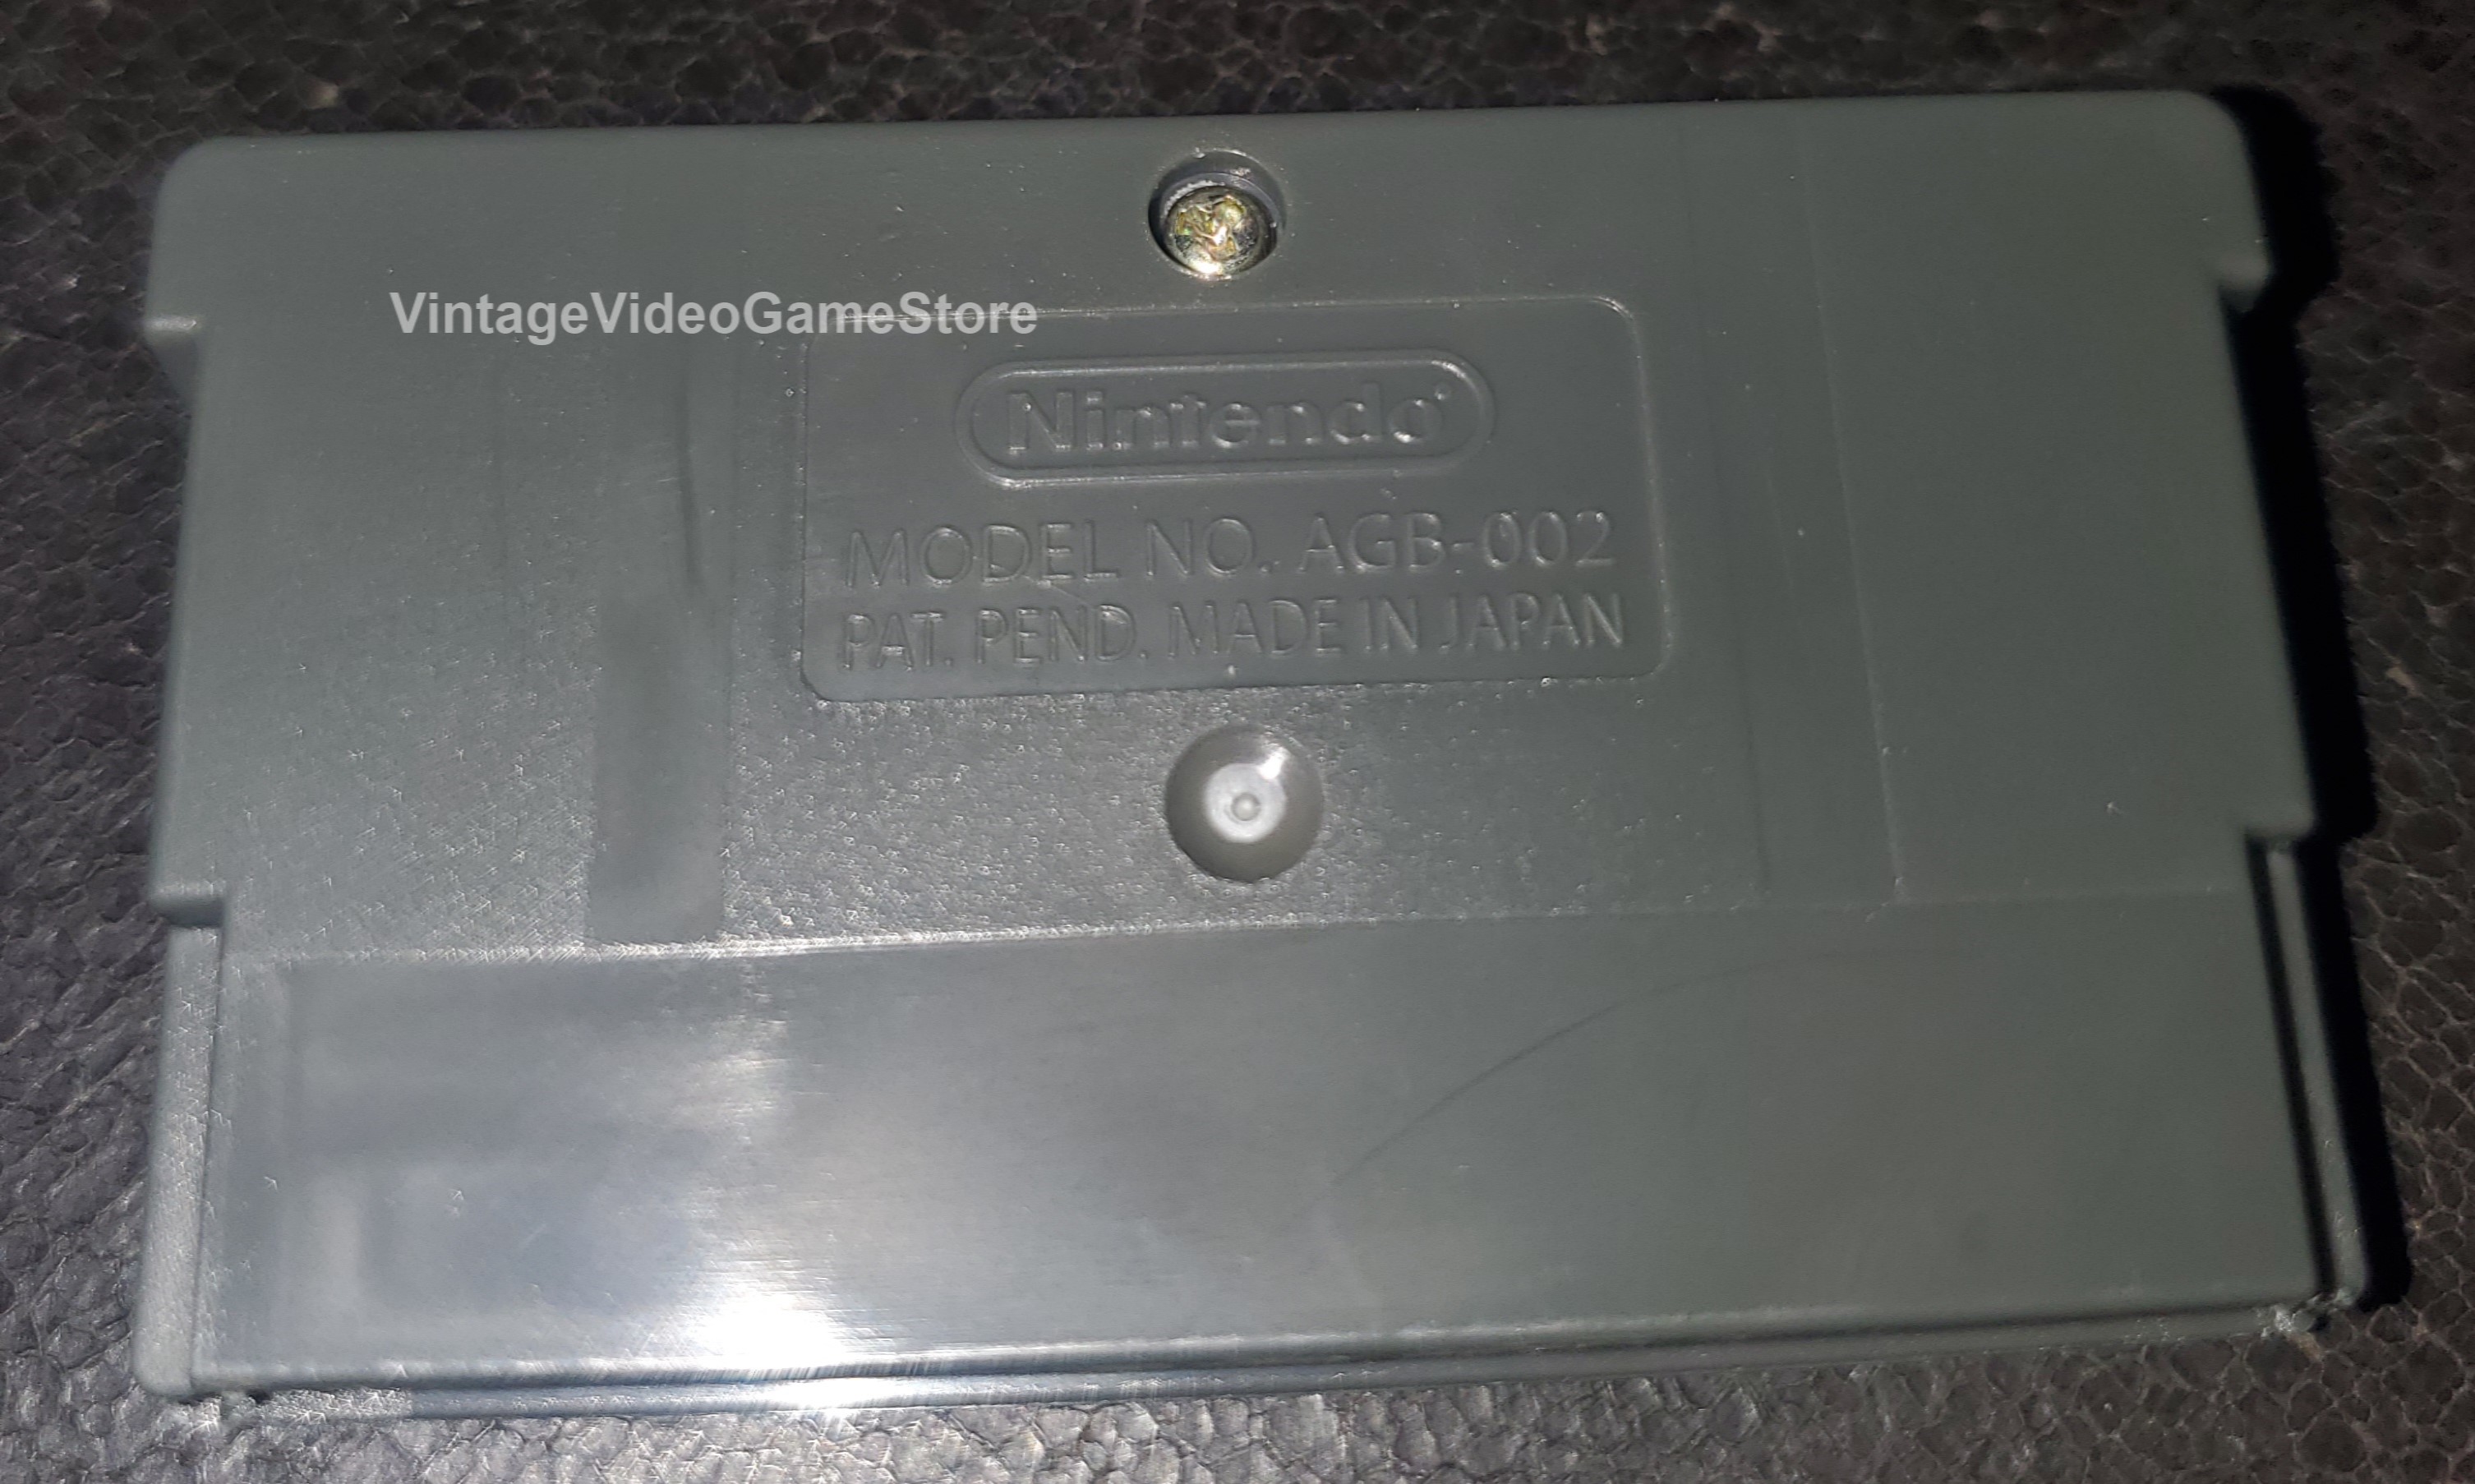 VintageVideoGameStore
Nintendo®
MODEL NO. AGB-002
PAT. PEND. MADE IN JAPAN